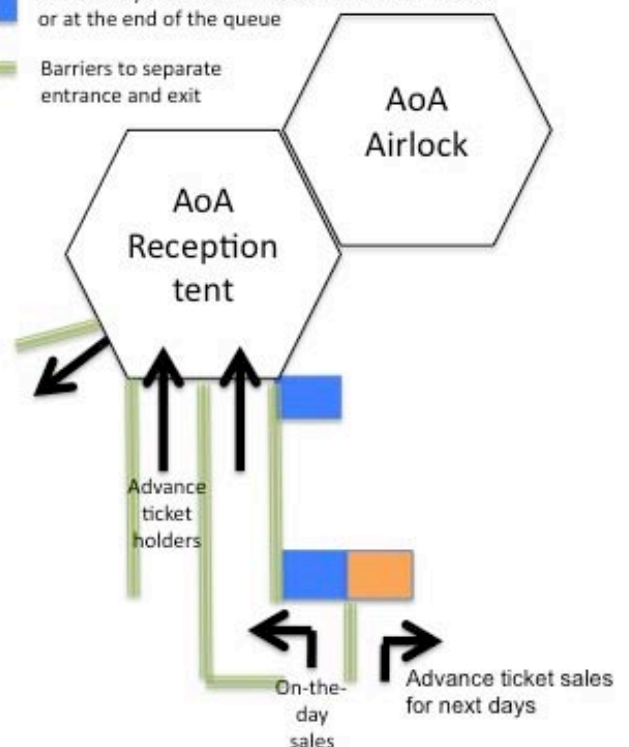 or at the end of the queue
Barriers to separate
entrance and exit
AoA
Airlock
AoA
Reception
tent
Advance
ticket
holders
On-the-
day
sales
Advance ticket sales
for next days